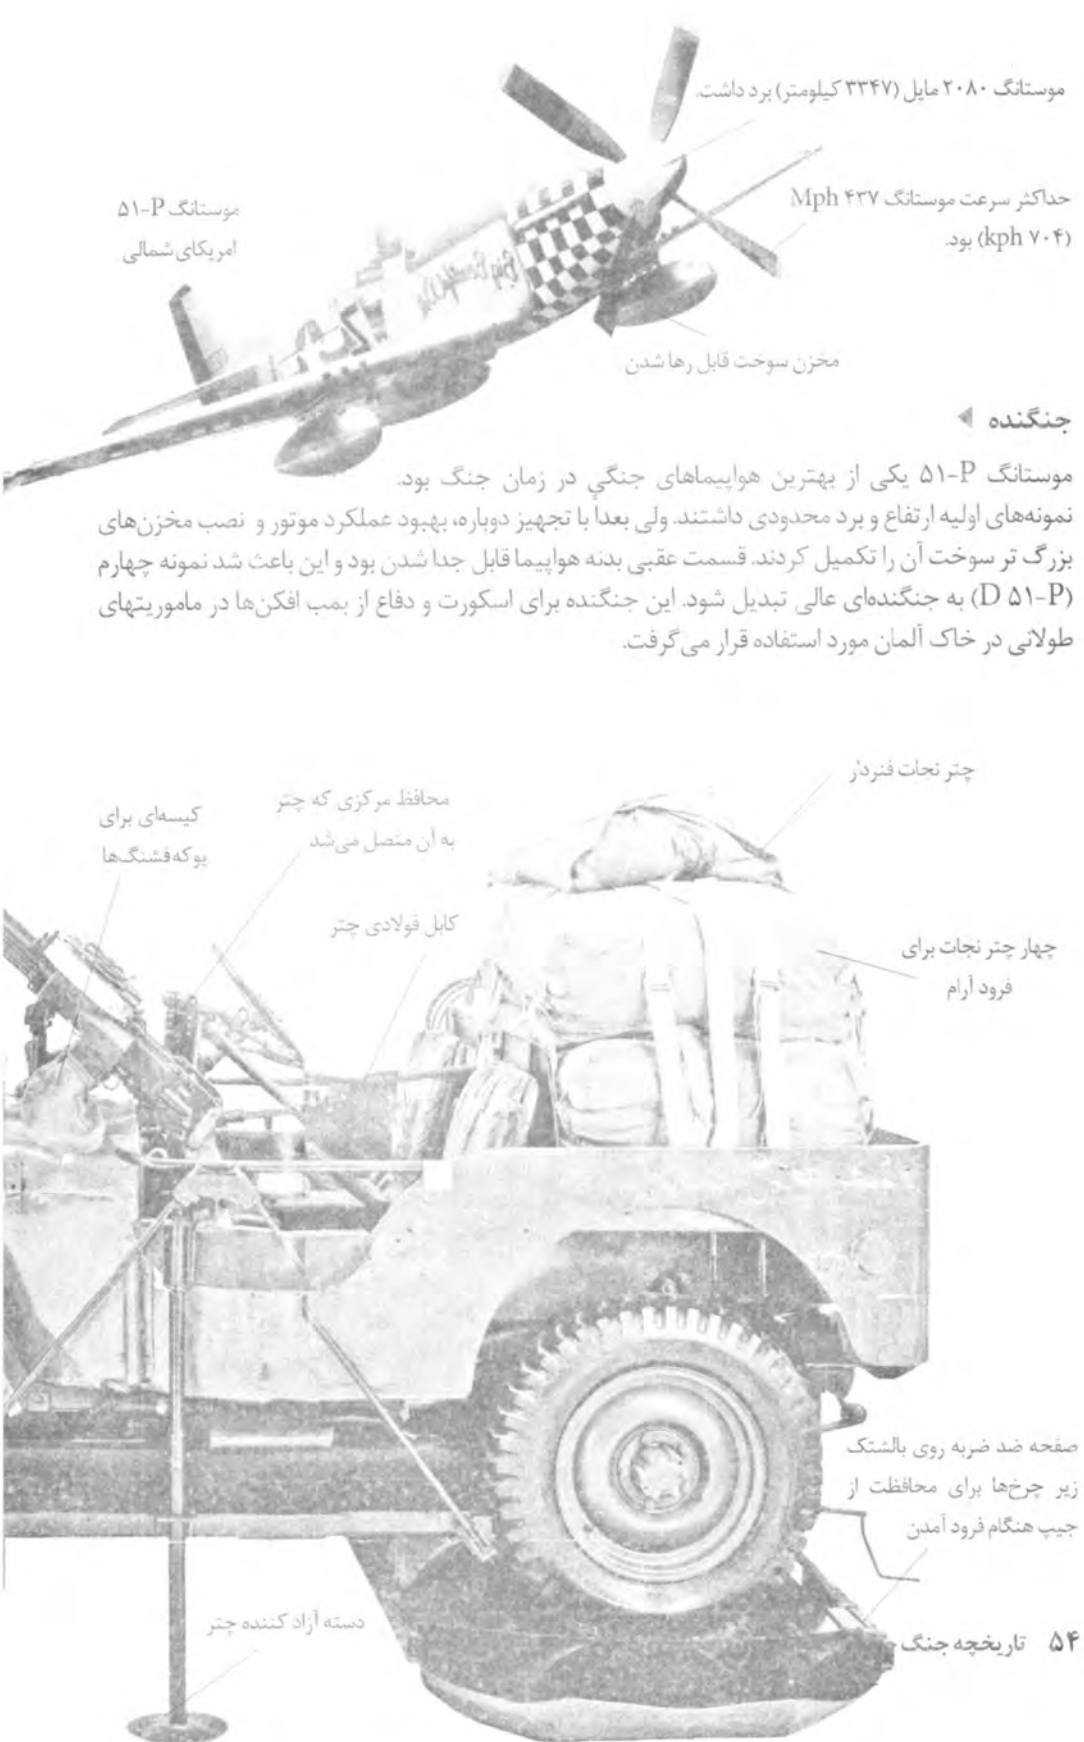 موستانگ ۲۰۸۰ مایل (۳۳۴۷ کیلومتر) برد داشت.
حداکثر سرعت موستانگ ۴۳۷ Mph
(۷۰۴ kph) بود.
موستانگ P-۵۱
امریکای شمالی
مخزن سوخت قابل رها شدن
جنگنده
موستانگ P-۵۱ یکی از بهترین هواپیماهای جنگی در زمان جنگ بود.
نمونه‌های اولیه ارتفاع و برد محدودی داشتند. ولی بعداً با تجهیز دوباره، بهبود عملکرد موتور و نصب مخزن‌های
بزرگ تر سوخت آن را تکمیل کردند. قسمت عقبی بدنه هواپیما قابل جدا شدن بود و این باعث شد نمونه چهارم
(D ۵۱-P) به جنگنده‌ای عالی تبدیل شود. این جنگنده برای اسکورت و دفاع از بمب افکن‌ها در ماموریتهای
طولانی در خاک آلمان مورد استفاده قرار می‌گرفت.
چتر نجات فنردار
محافظ مرکزی که چتر
به آن متصل می‌شد
کیسه‌ای برای
پوکه‌فشنگ‌ها
کابل فولادی چتر
چهار چتر نجات برای
فرود آرام
صفحه ضد ضربه روی بالشتک
زیر چرخ‌ها برای محافظت از
جیپ هنگام فرود آمدن
دسته آزاد کننده چتر
۵۴ تاریخچه جنگ